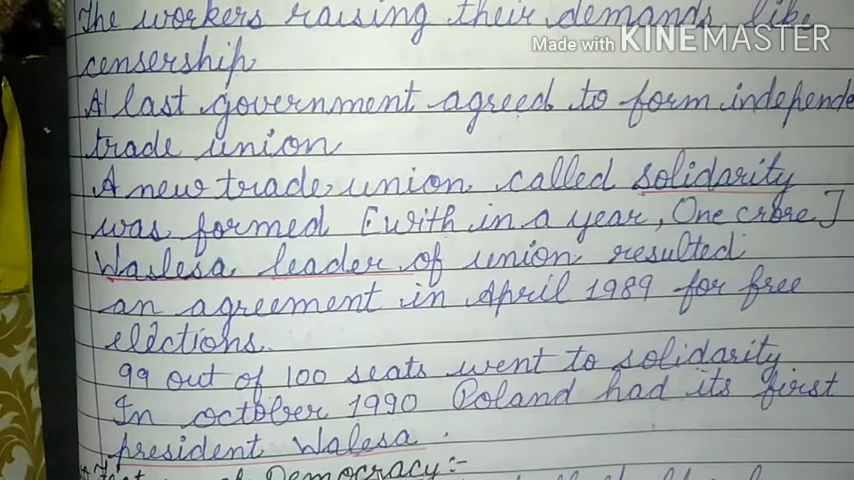 The workers raising their demands like
Made with KINEMASTER
censership
At last government agreed to form independe
trade union
A new trade union called solidarity
was formed [with in a year, One crore]
Waslesa leader of union resulted
an agreement in April 1989 for free
elections.
99 out of 100 seats went to solidarity
In october 1990 Poland had its first
president Walesa.
of Democracy:-